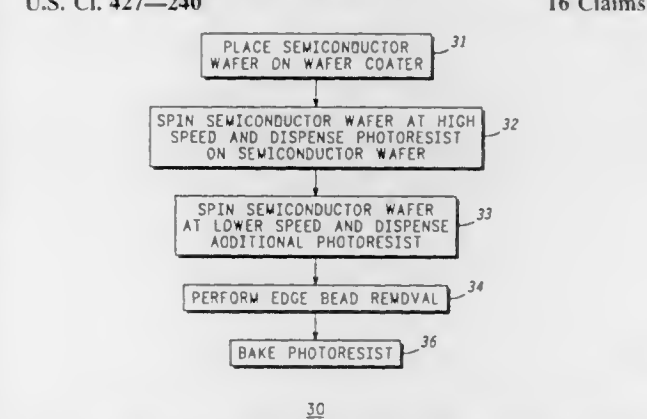 U.S. Cl. 427—240 16 Claims
PLACE SEMICONDUCTOR
WAFER ON WAFER COATER
31
SPIN SEMICONDUCTOR WAFER AT HIGH
SPEED AND DISPENSE PHOTORESIST
ON SEMICONDUCTOR WAFER
32
SPIN SEMICONDUCTOR WAFER
AT LOWER SPEED AND DISPENSE
AODITIONAL PHOTORESIST
33
PERFORM EDGE BEAD REMOVAL
34
BAKE PHOTORESIST
36
30